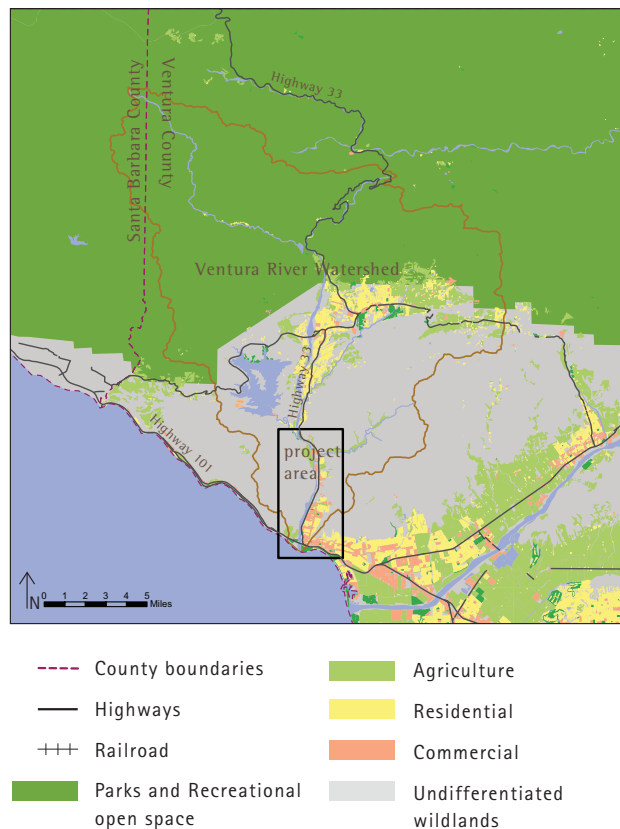 Highway 33
Santa Barbara County
Ventura County
Ventura River Watershed
Highway 33
Highway 101
project
area
N
0 1 2 3 4 5
Miles
County boundaries
Highways
Railroad
Parks and Recreational
open space
Agriculture
Residential
Commercial
Undifferentiated
wildlands